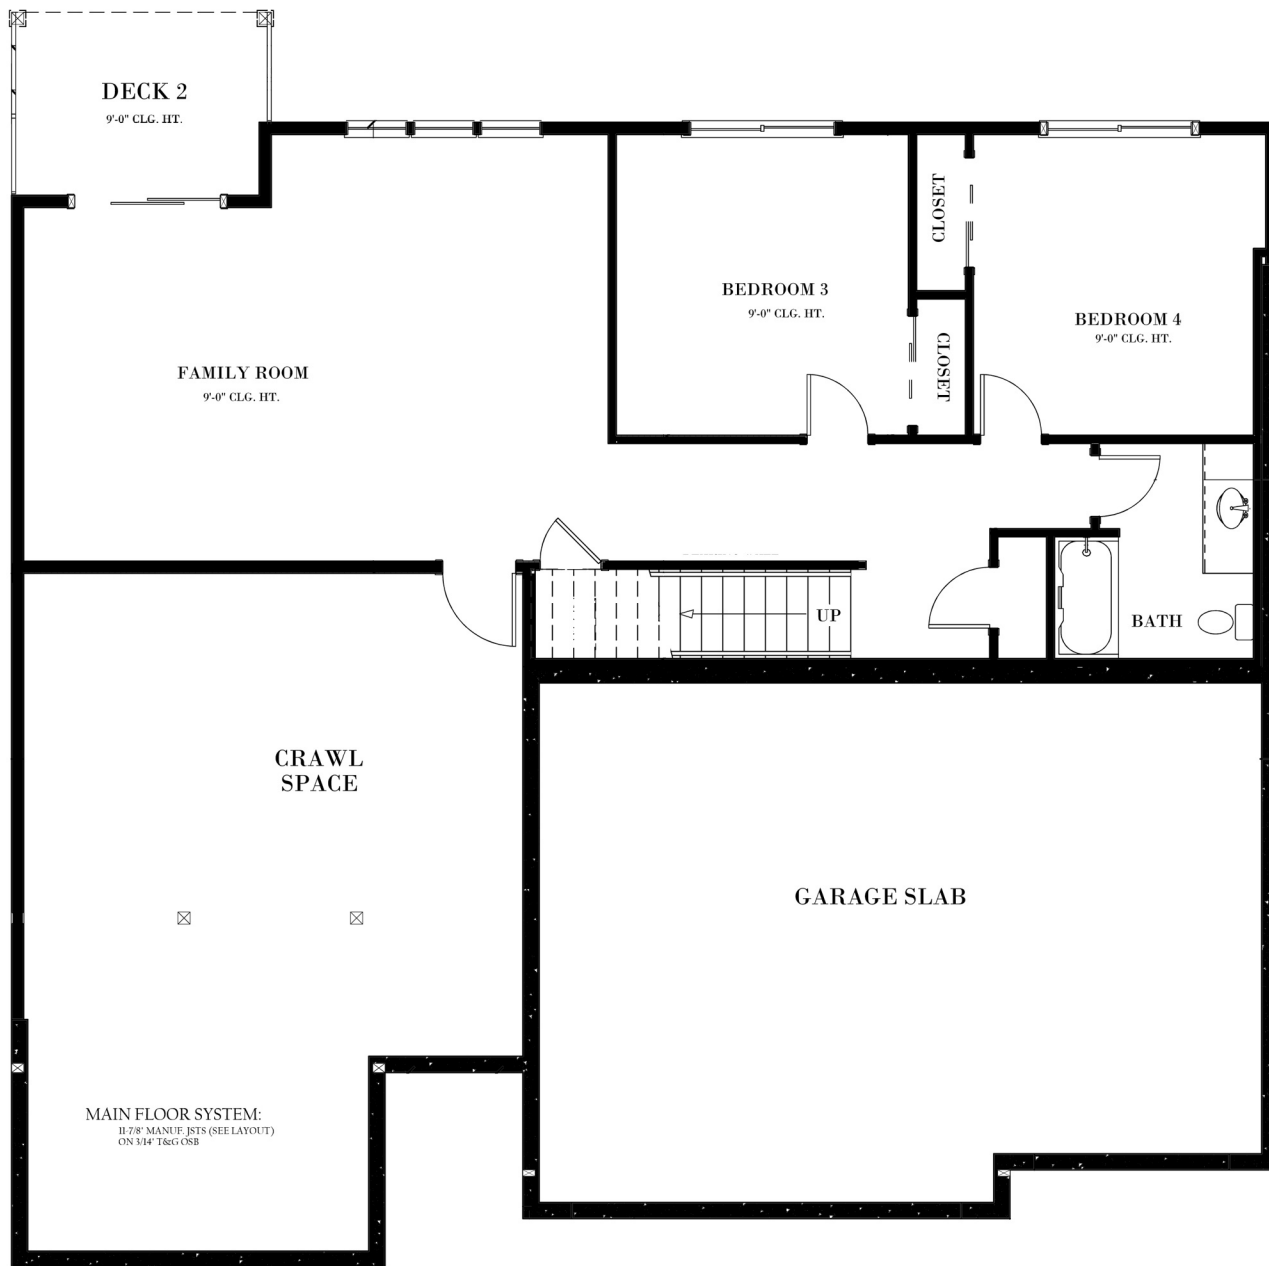 DECK 2
9'-0" CLG. HT.
CLOSET
BEDROOM 3
9'-0" CLG. HT.
BEDROOM 4
9'-0" CLG. HT.
CLOSET
FAMILY ROOM
9'-0" CLG. HT.
UP
BATH
CRAWL
SPACE
GARAGE SLAB
MAIN FLOOR SYSTEM:
11-7/8" MANUF. JSTS (SEE LAYOUT)
ON 3/14" T&G OSB